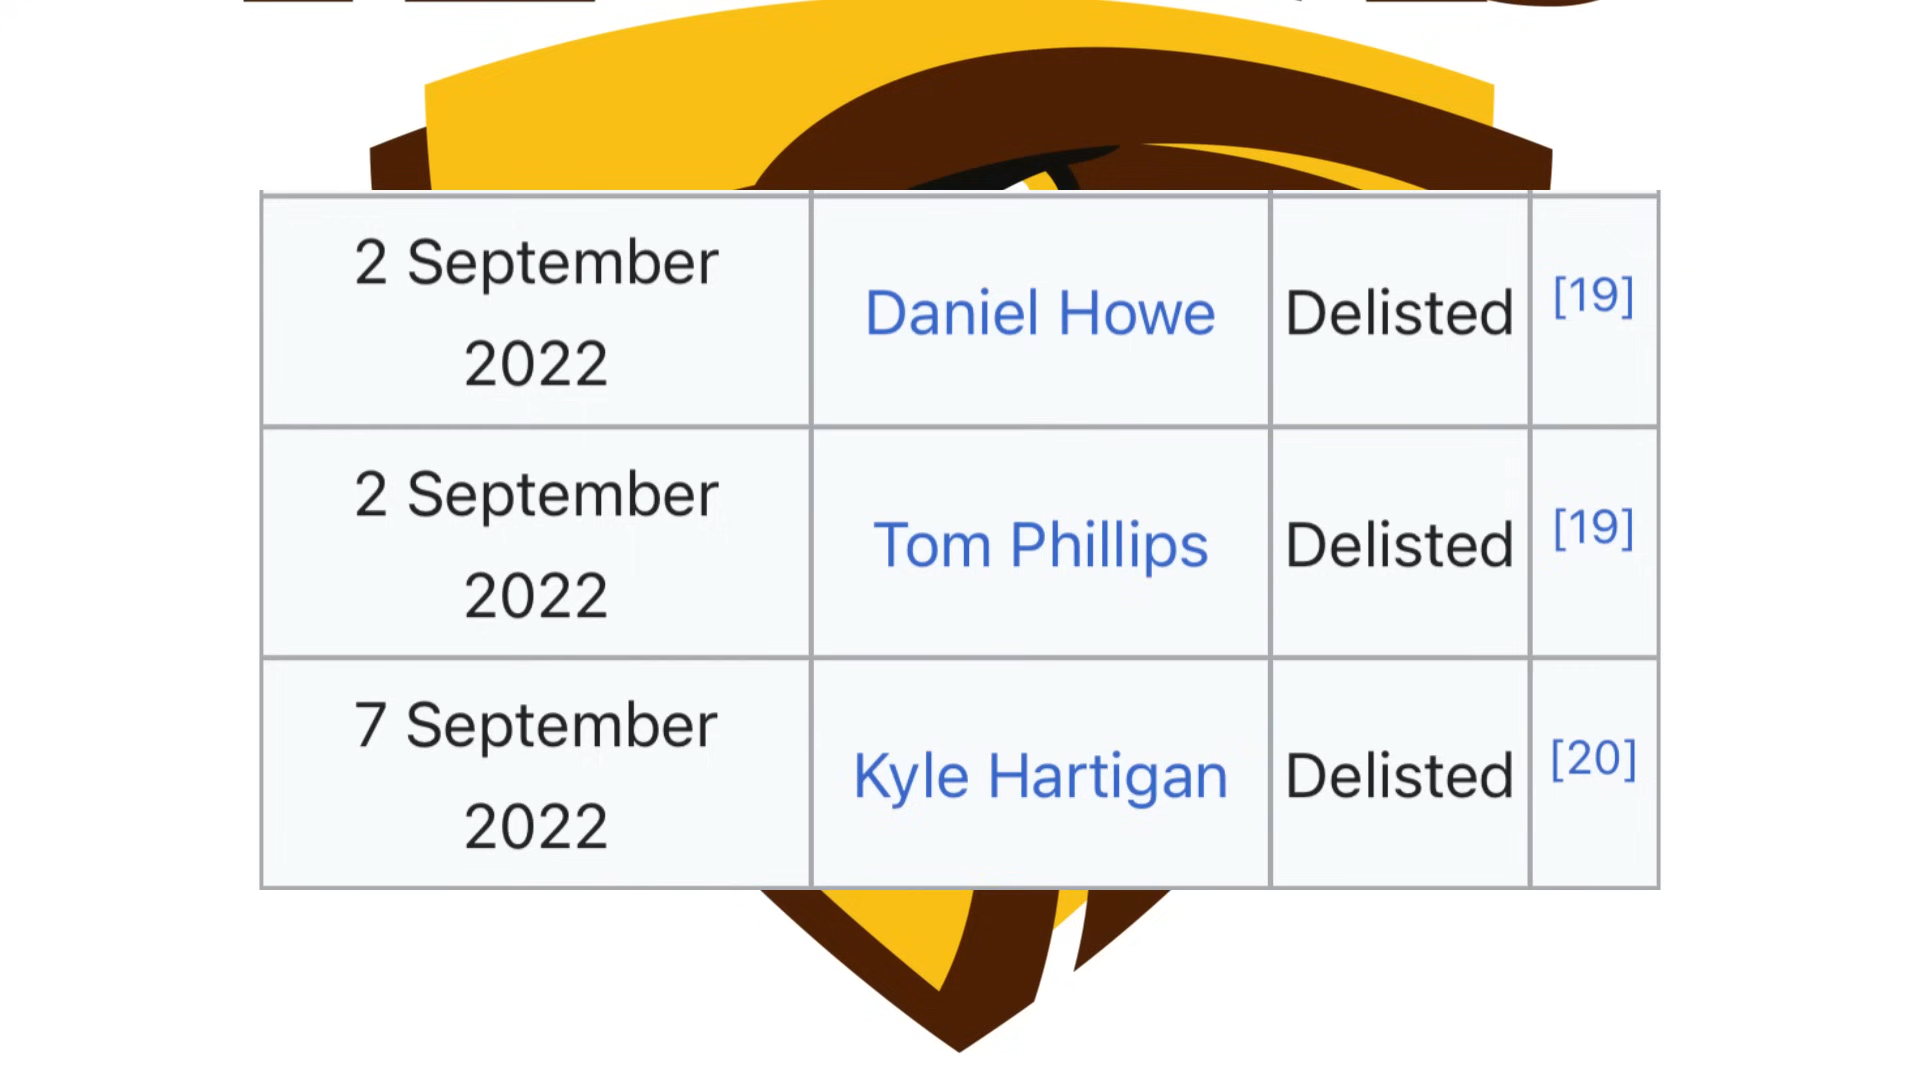 2 September
2022
Daniel Howe
Delisted
[19]
2 September
2022
Tom Phillips
Delisted
[19]
7 September
2022
Kyle Hartigan
Delisted
[20]